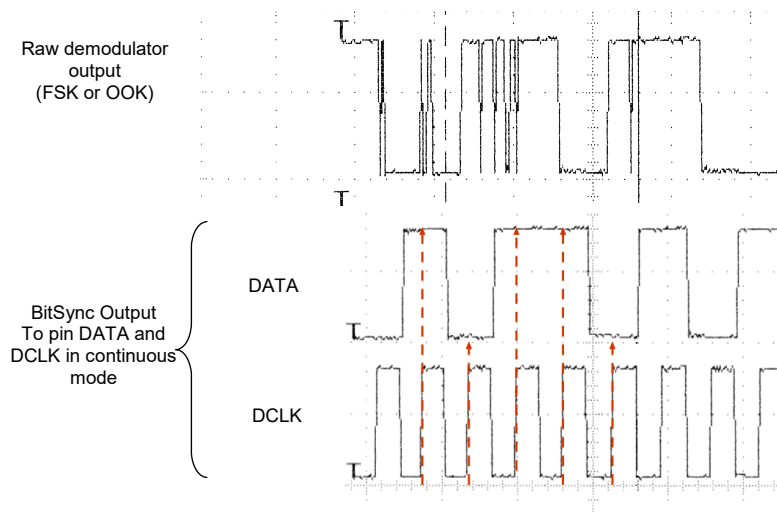 Raw demodulator
output
(FSK or OOK)
BitSync Output
To pin DATA and
DCLK in continuous
mode
DATA
DCLK